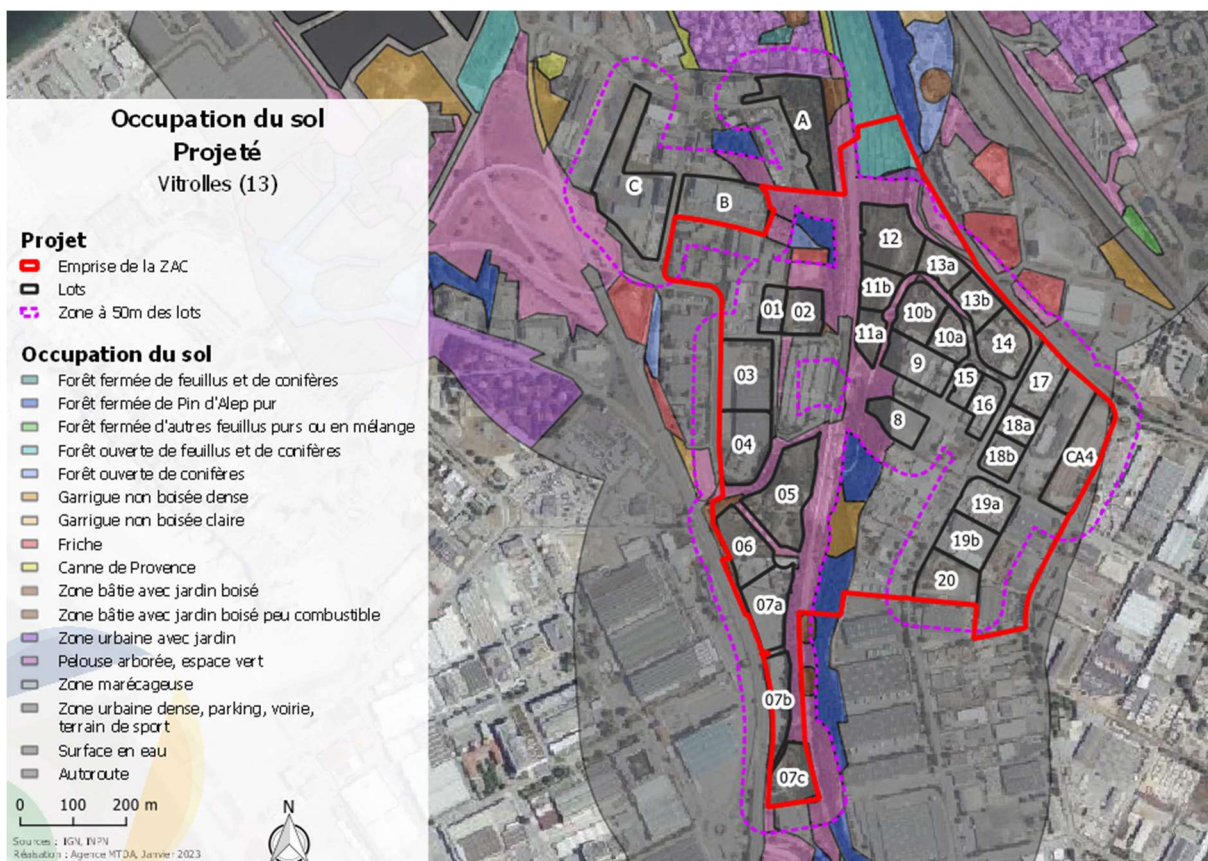 Occupation du sol
Projeté
Vitrolles (13)
Projet
Emprise de la ZAC
Lots
Zone à 50m des lots
Occupation du sol
Forêt fermée de feuillus et de conifères
Forêt fermée de Pin d'Alep pur
Forêt fermée d'autres feuillus purs ou en mélange
Forêt ouverte de feuillus et de conifères
Forêt ouverte de conifères
Garrigue non boisée dense
Garrigue non boisée claire
Friche
Canne de Provence
Zone bâtie avec jardin boisé
Zone bâtie avec jardin boisé peu combustible
Zone urbaine avec jardin
Pelouse arborée, espace vert
Zone marécageuse
Zone urbaine dense, parking, voirie,
terrain de sport
Surface en eau
Autoroute
0 100 200 m
N
Sources : IGN, INPN
Réalisation : Agence MTDA, Janvier 2023
A
C
B
12
13a
11b
13b
01
02
10b
11a
10a
14
9
03
15
17
16
8
18a
04
18b
CA4
05
19a
06
19b
20
07a
07b
07c